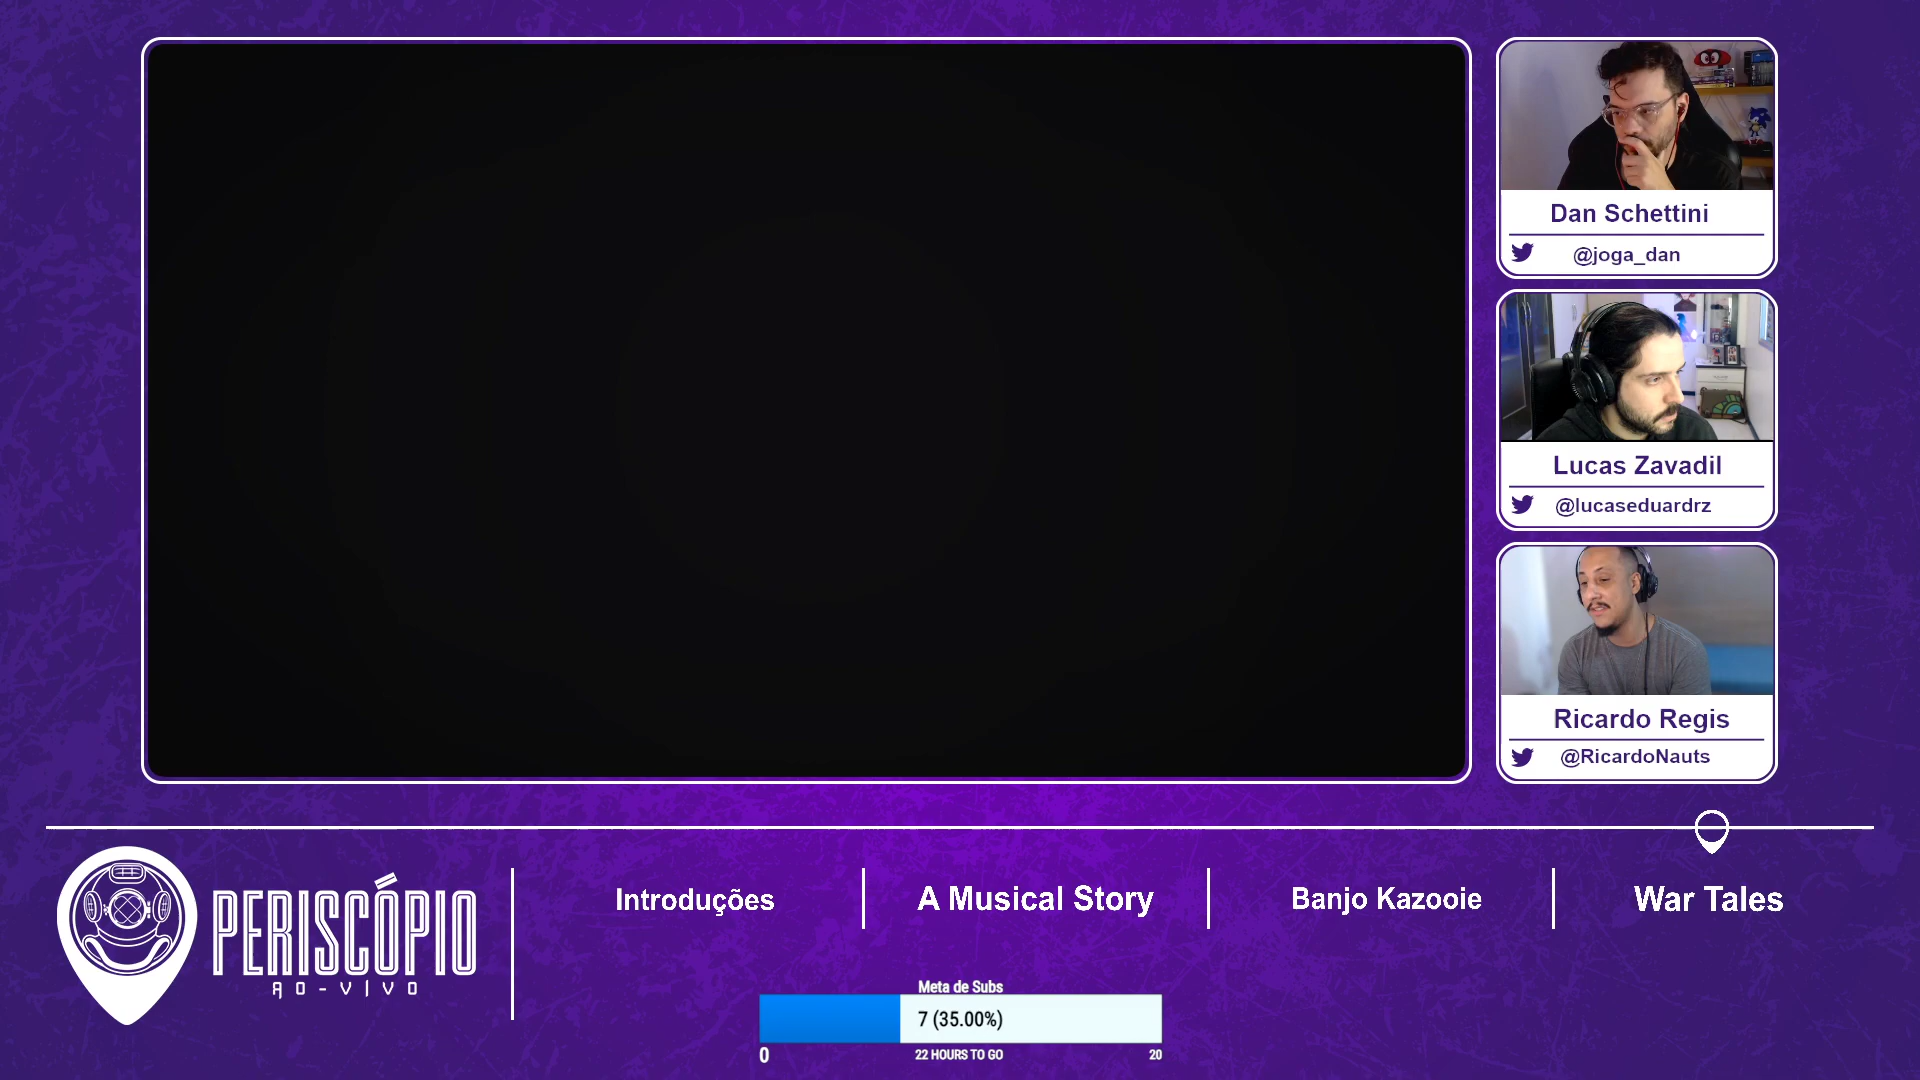 Dan Schettini
@joga_dan
Lucas Zavadil
@lucaseduardrz
Ricardo Regis
@RicardoNauts
PERISCÓPIO
AO-VIVO
Introduções
A Musical Story
Banjo Kazooie
War Tales
Meta de Subs
7 (35.00%)
0
22 HOURS TO GO
20